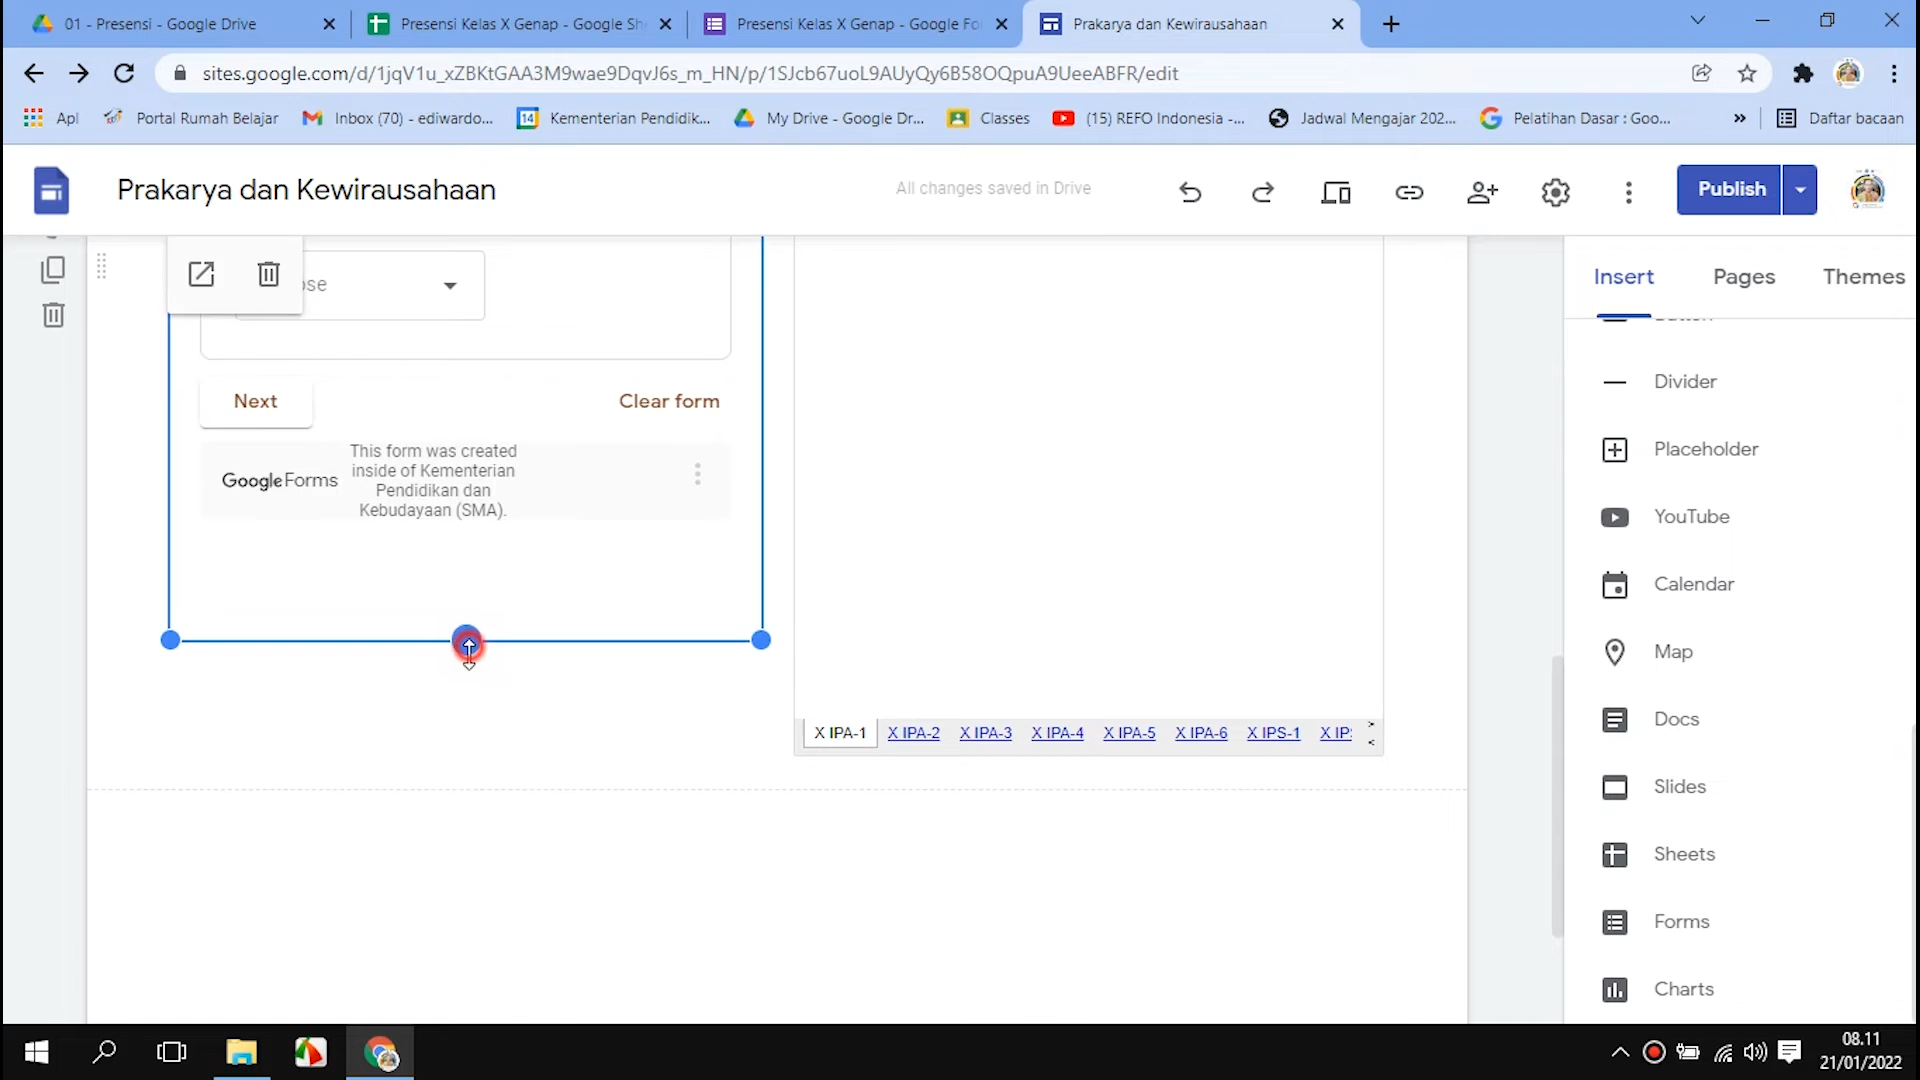 01 - Presensi - Google Drive
Presensi Kelas X Genap - Google Sh
Presensi Kelas X Genap - Google Fo
Prakarya dan Kewirausahaan
sites.google.com/d/1jqV1u_xZBKtGAA3M9wae9DqvJ6s_m_HN/p/1SJcb67uoL9AUyQy6B58OQpuA9UeeABFR/edit
Apl
Portal Rumah Belajar
Inbox (70) - ediwardo...
14
Kementerian Pendidik...
My Drive - Google Dr...
Classes
(15) REFO Indonesia -...
Jadwal Mengajar 202...
Pelatihan Dasar : Goo...
»
Daftar bacaan
Prakarya dan Kewirausahaan
All changes saved in Drive
Publish
Insert
Pages
Themes
ose
Next
Clear form
Google Forms
This form was created
inside of Kementerian
Pendidikan dan
Kebudayaan (SMA).
X IPA-1
X IPA-2
X IPA-3
X IPA-4
X IPA-5
X IPA-6
X IPS-1
X IP
Divider
Placeholder
YouTube
Calendar
Map
Docs
Slides
Sheets
Forms
Charts
08.11
21/01/2022